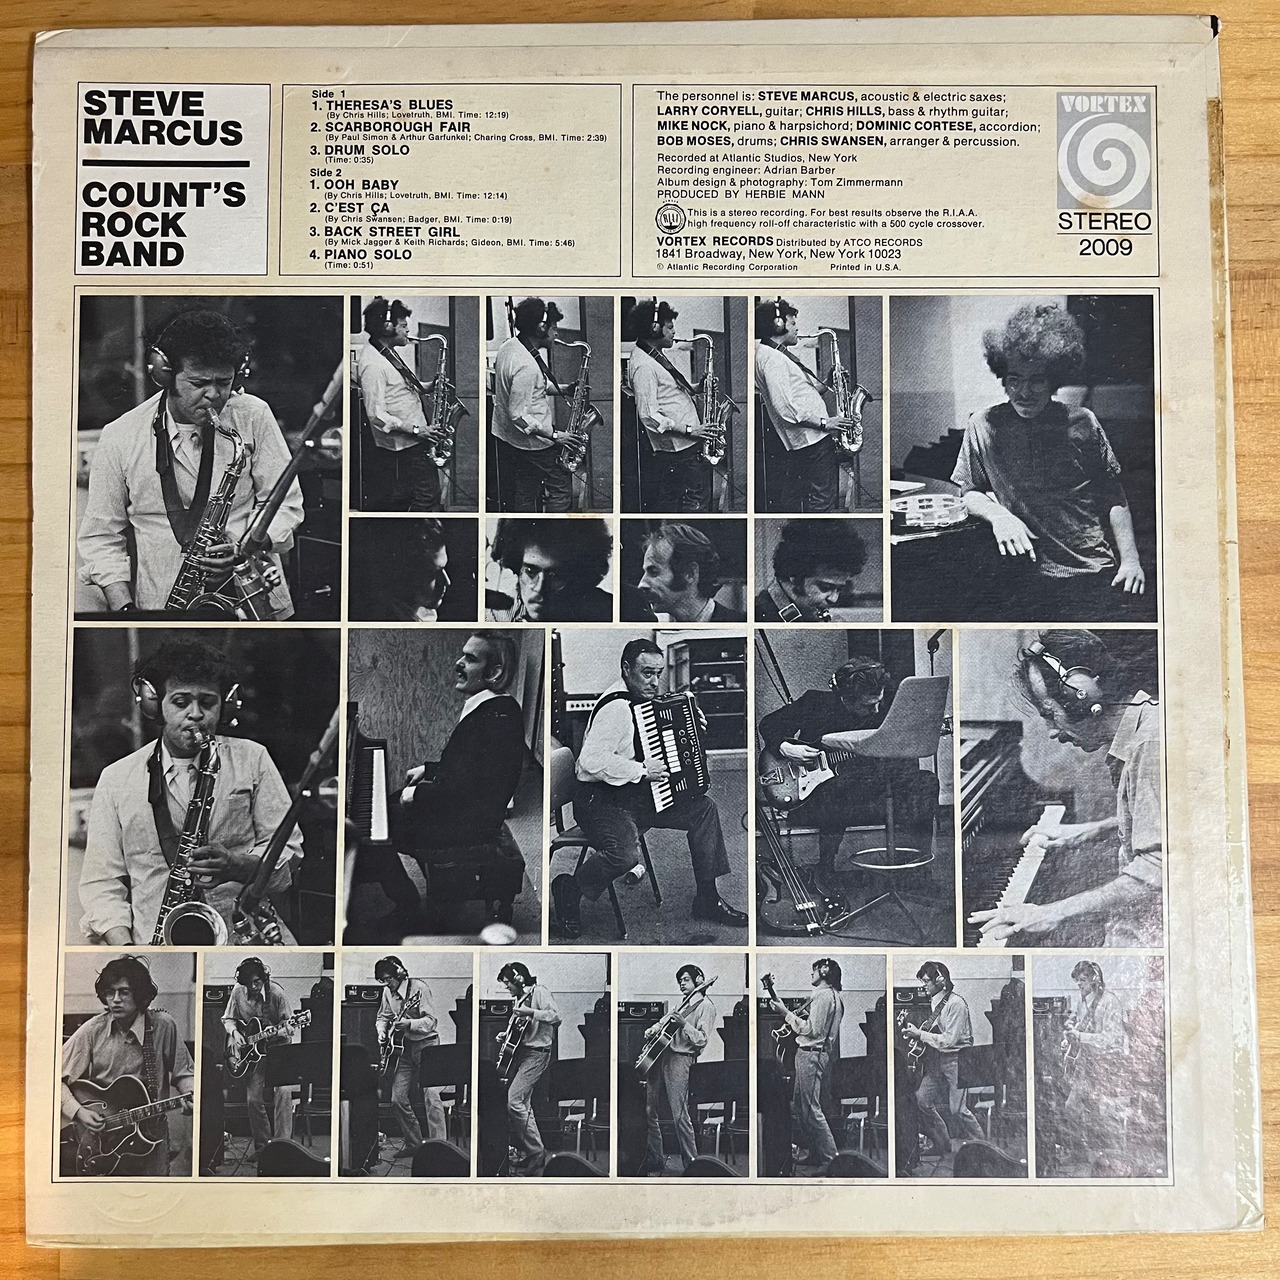 STEVE
MARCUS
COUNT'S
ROCK
BAND
Side 1
1. THERESA'S BLUES
(By Chris Hills; Lovetruth, BMI. Time: 12:19)
2. SCARBOROUGH FAIR
(By Paul Simon & Arthur Garfunkel; Charing Cross, BMI. Time: 2:39)
3. DRUM SOLO
(Time: 0:35)
Side 2
1. OOH BABY
(By Chris Hills; Lovetruth, BMI. Time: 12:14)
2. C'EST ÇA
(By Chris Swansen; Badger, BMI. Time: 0:19)
3. BACK STREET GIRL
(By Mick Jagger & Keith Richards; Gideon, BMI. Time: 5:46)
4. PIANO SOLO
(Time: 0:51)
The personnel is: STEVE MARCUS, acoustic & electric saxes;
LARRY CORYELL, guitar; CHRIS HILLS, bass & rhythm guitar;
MIKE NOCK, piano & harpsichord; DOMINIC CORTESE, accordion;
BOB MOSES, drums; CHRIS SWANSEN, arranger & percussion.
Recorded at Atlantic Studios, New York
Recording engineer: Adrian Barber
Album design & photography: Tom Zimmermann
PRODUCED BY HERBIE MANN
This is a stereo recording. For best results observe the R.I.A.A.
high frequency roll-off characteristic with a 500 cycle crossover.
VORTEX RECORDS Distributed by ATCO RECORDS
1841 Broadway, New York, New York 10023
© Atlantic Recording Corporation Printed in U.S.A.
VORTEX
STEREO
2009